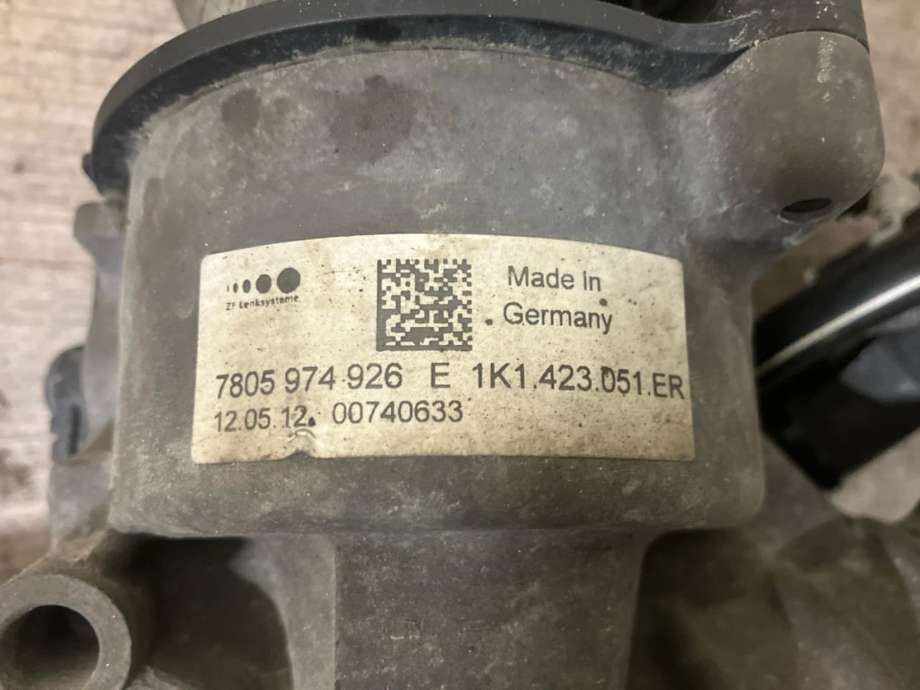 ZF Lenksysteme
Made In
Germany
7805 974 926 E 1K1.423.051.ER
12.05.12. 00740633